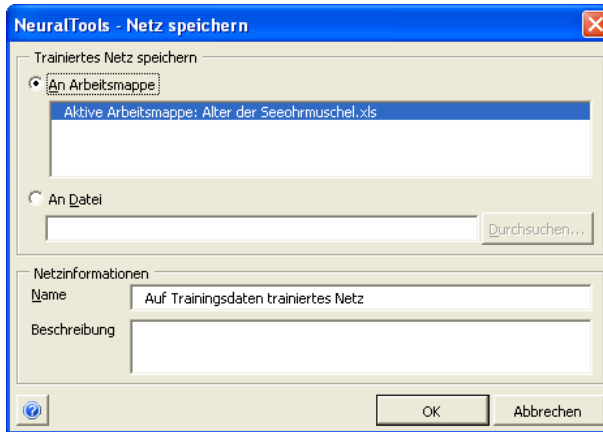 NeuralTools - Netz speichern
Trainiertes Netz speichern
An Arbeitsmappe
Aktive Arbeitsmappe: Alter der Seeohrmuschel.xls
An Datei
Durchsuchen...
Netzinformationen
Name
Auf Trainingsdaten trainiertes Netz
Beschreibung
OK
Abbrechen